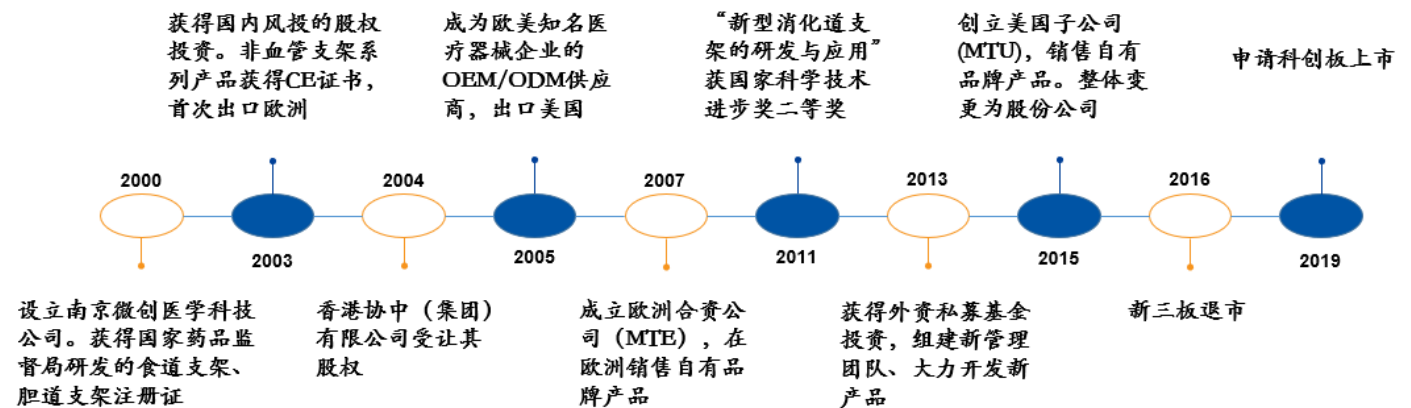 获得国内风投的股权
投资。非血管支架系
列产品获得CE证书，
首次出口欧洲
成为欧美知名医
疗器械企业的
OEM/ODM供应
商，出口美国
“新型消化道支
架的研发与应用”
获国家科学技术
进步奖二等奖
创立美国子公司
(MTU)，销售自有
品牌产品。整体变
更为股份公司
申请科创板上市
2000
2004
2007
2013
2016
2003
2005
2011
2015
2019
设立南京微创医学科技
公司。获得国家药品监
督局研发的食道支架、
胆道支架注册证
香港协中（集团）
有限公司受让其
股权
成立欧洲合资公
司（MTE），在
欧洲销售自有品
牌产品
获得外资私募基金
投资，组建新管理
团队、大力开发新
产品
新三板退市